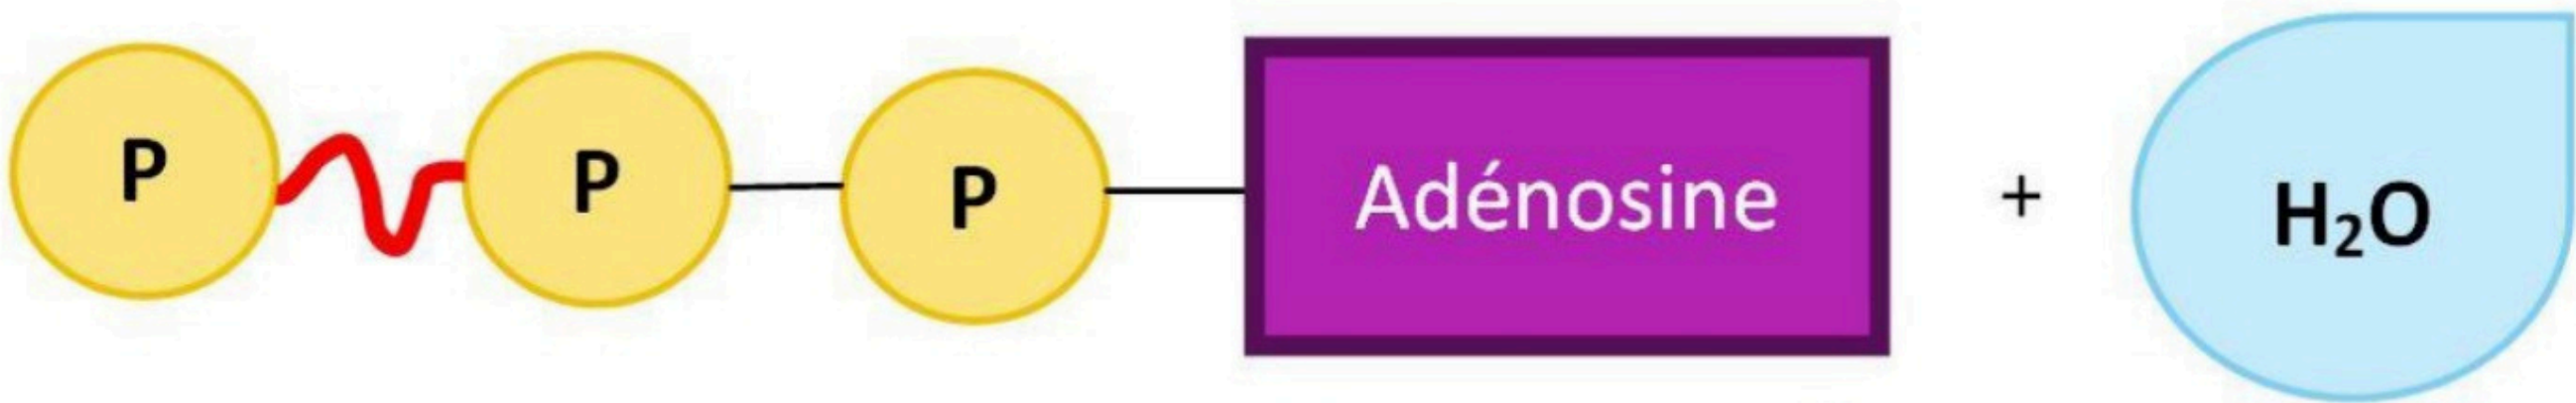 P P P Adénosine + H₂O